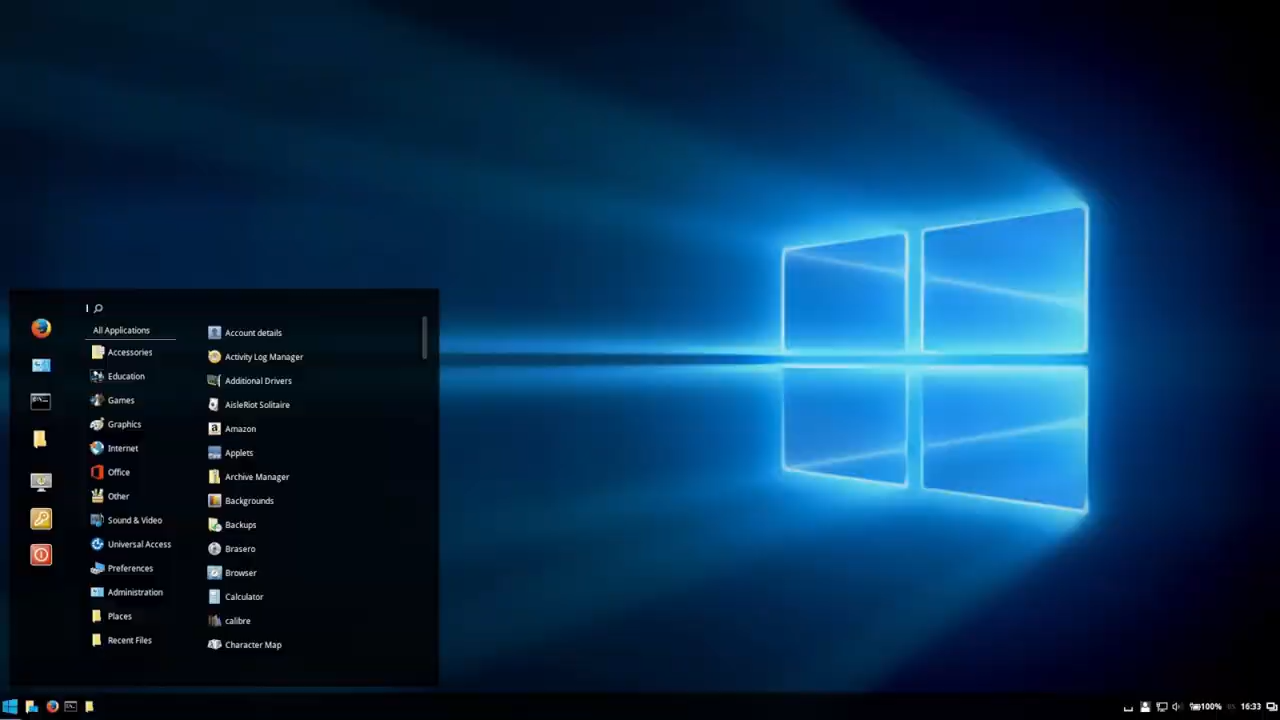 All Applications
Accessories
Education
Games
Graphics
Internet
Office
Other
Sound & Video
Universal Access
Preferences
Administration
Places
Recent Files
Account details
Activity Log Manager
Additional Drivers
AisleRiot Solitaire
Amazon
Applets
Archive Manager
Backgrounds
Backups
Brasero
Browser
Calculator
calibre
Character Map
100%
16:33